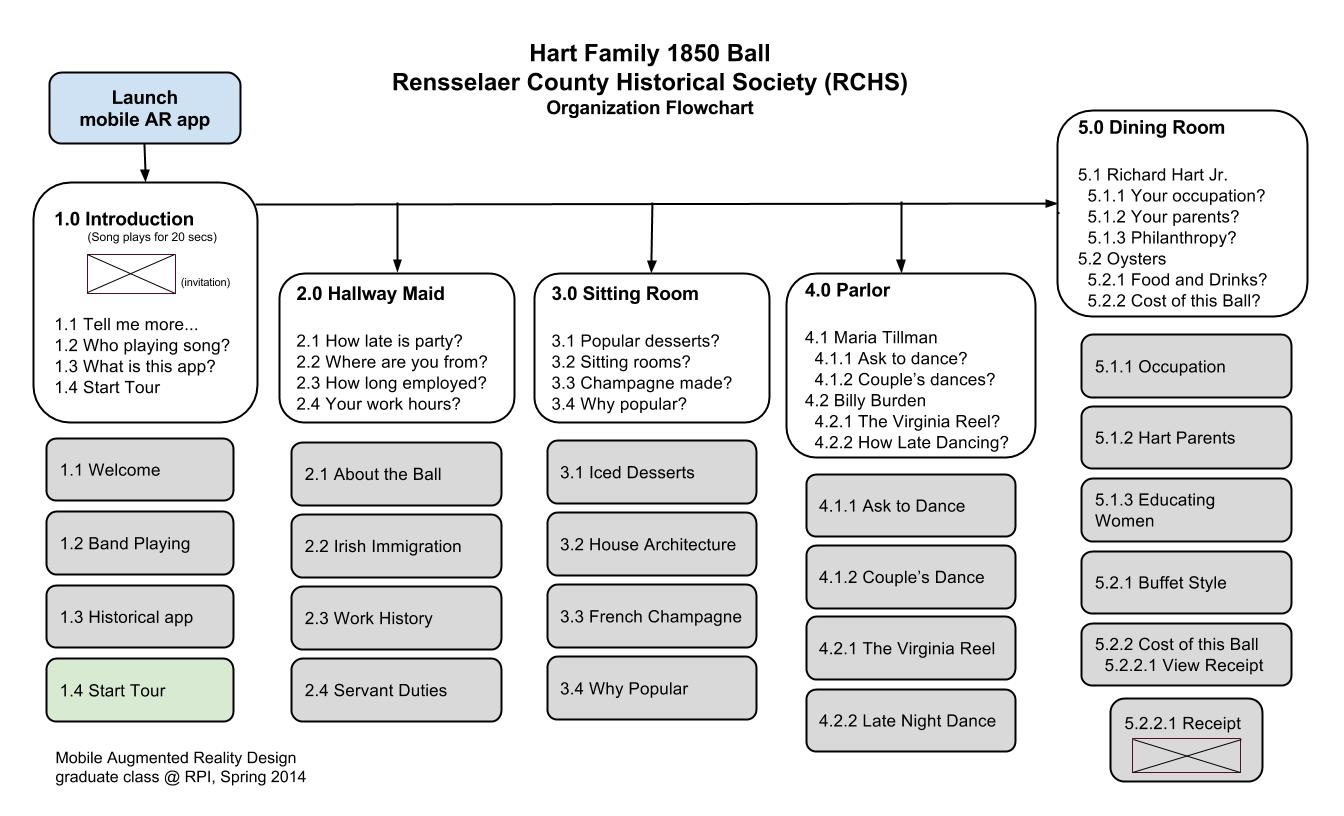 Hart Family 1850 Ball
Rensselaer County Historical Society (RCHS)
Organization Flowchart
Launch
mobile AR app
1.0 Introduction
(Song plays for 20 secs)
(invitation)
1.1 Tell me more...
1.2 Who playing song?
1.3 What is this app?
1.4 Start Tour
1.1 Welcome
1.2 Band Playing
1.3 Historical app
1.4 Start Tour
2.0 Hallway Maid
2.1 How late is party?
2.2 Where are you from?
2.3 How long employed?
2.4 Your work hours?
2.1 About the Ball
2.2 Irish Immigration
2.3 Work History
2.4 Servant Duties
3.0 Sitting Room
3.1 Popular desserts?
3.2 Sitting rooms?
3.3 Champagne made?
3.4 Why popular?
3.1 Iced Desserts
3.2 House Architecture
3.3 French Champagne
3.4 Why Popular
4.0 Parlor
4.1 Maria Tillman
4.1.1 Ask to dance?
4.1.2 Couple's dances?
4.2 Billy Burden
4.2.1 The Virginia Reel?
4.2.2 How Late Dancing?
4.1.1 Ask to Dance
4.1.2 Couple's Dance
4.2.1 The Virginia Reel
4.2.2 Late Night Dance
5.0 Dining Room
5.1 Richard Hart Jr.
5.1.1 Your occupation?
5.1.2 Your parents?
5.1.3 Philanthropy?
5.2 Oysters
5.2.1 Food and Drinks?
5.2.2 Cost of this Ball?
5.1.1 Occupation
5.1.2 Hart Parents
5.1.3 Educating
Women
5.2.1 Buffet Style
5.2.2 Cost of this Ball
5.2.2.1 View Receipt
5.2.2.1 Receipt
Mobile Augmented Reality Design
graduate class @ RPI, Spring 2014